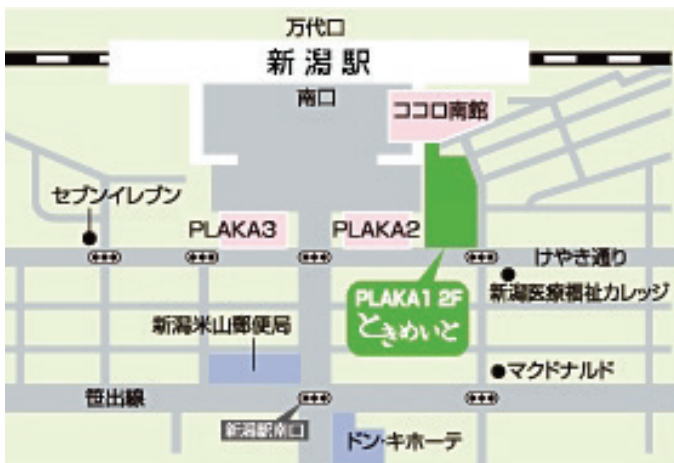 万代口
新潟駅
南口
ココロ南館
セブンイレブン
PLAKA3
PLAKA2
けやき通り
新潟医療福祉カレッジ
PLAKA1 2F
ときめいと
新潟米山郵便局
マクドナルド
笹出線
新潟駅南口
ドン・キホーテ